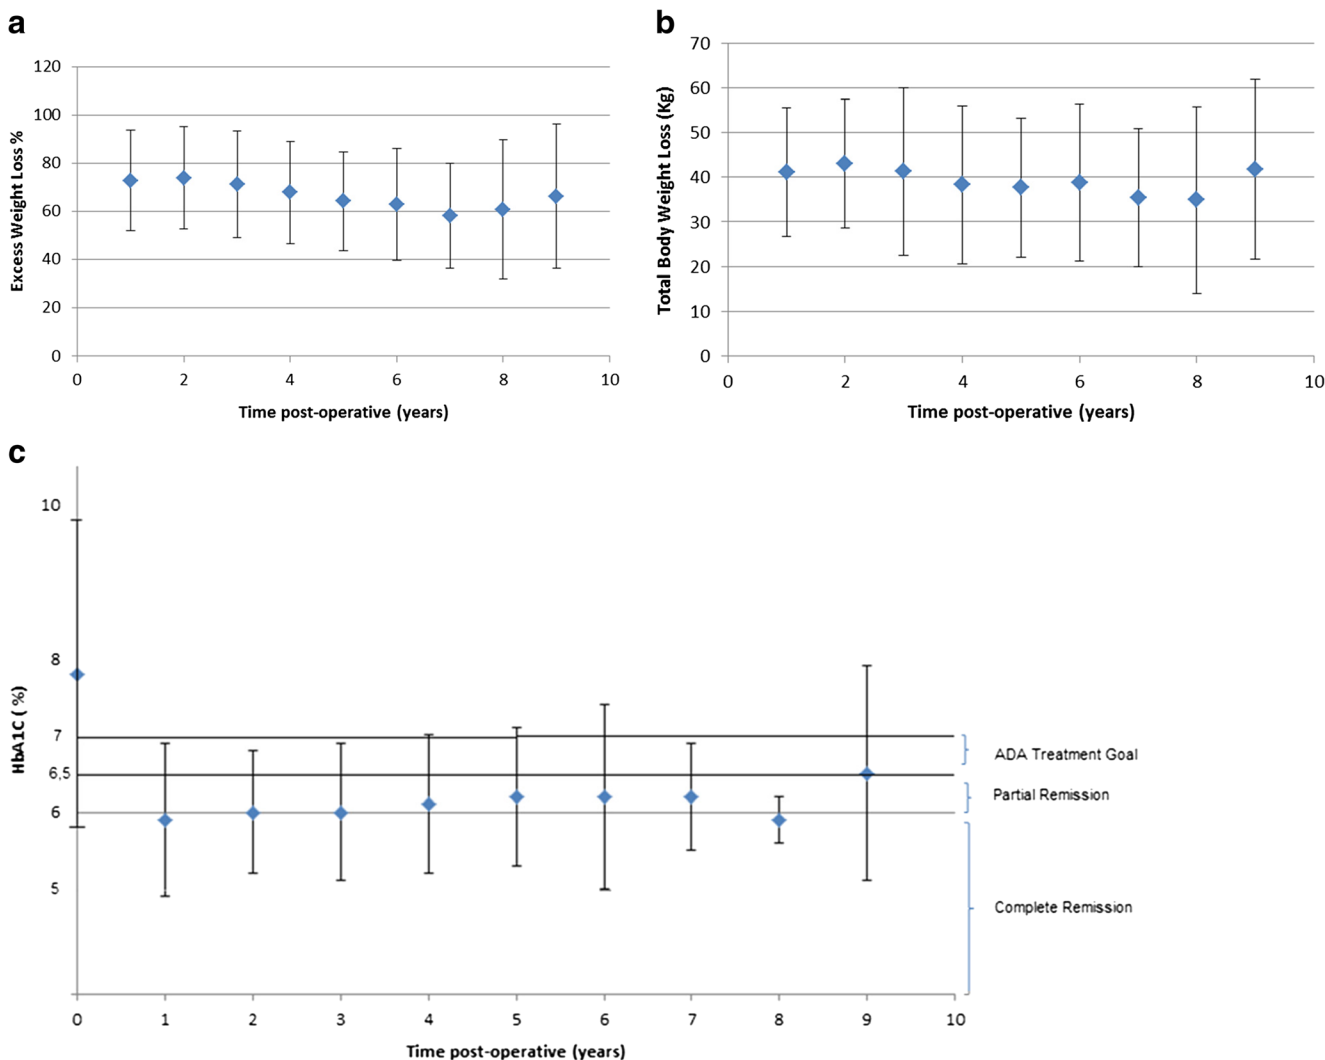 a
120
100
80
60
40
20
0
Excess Weight Loss %
0 2 4 6 8 10
Time post-operative (years)
b
70
60
50
40
30
20
10
0
Total Body Weight Loss (Kg)
0 2 4 6 8 10
Time post-operative (years)
c
10
8
7
6,5
6
5
HbA1C ( %)
ADA Treatment Goal
Partial Remission
Complete Remission
0 1 2 3 4 5 6 7 8 9 10
Time post-operative (years)